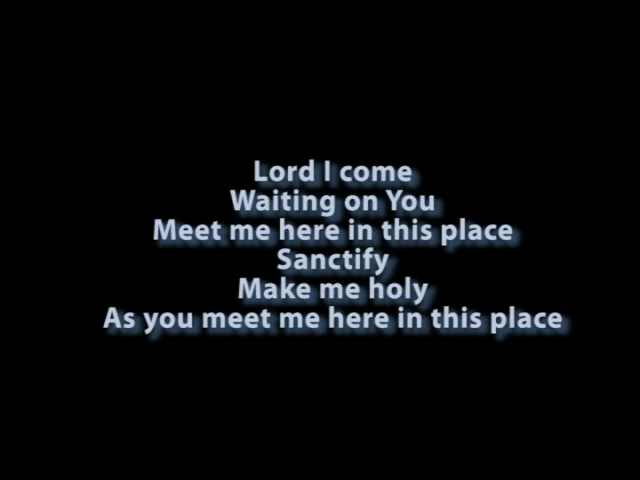 Lord I come
Waiting on You
Meet me here in this place
Sanctify
Make me holy
As you meet me here in this place